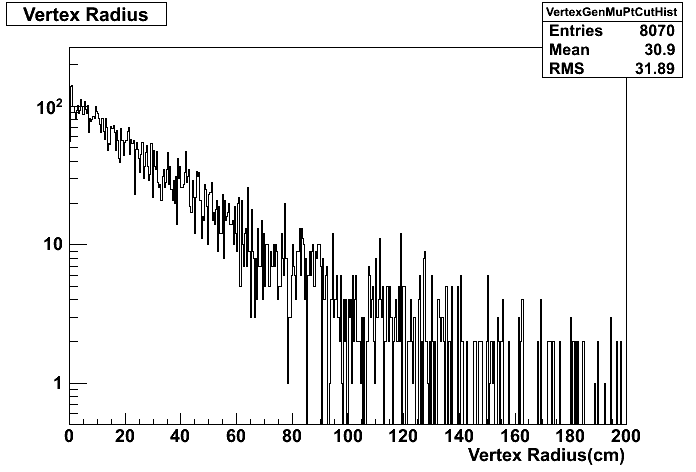 Vertex Radius
VertexGenMuPtCutHist
Entries 8070
Mean 30.9
RMS 31.89
10²
10
1
0 20 40 60 80 100 120 140 160 180 200
Vertex Radius(cm)